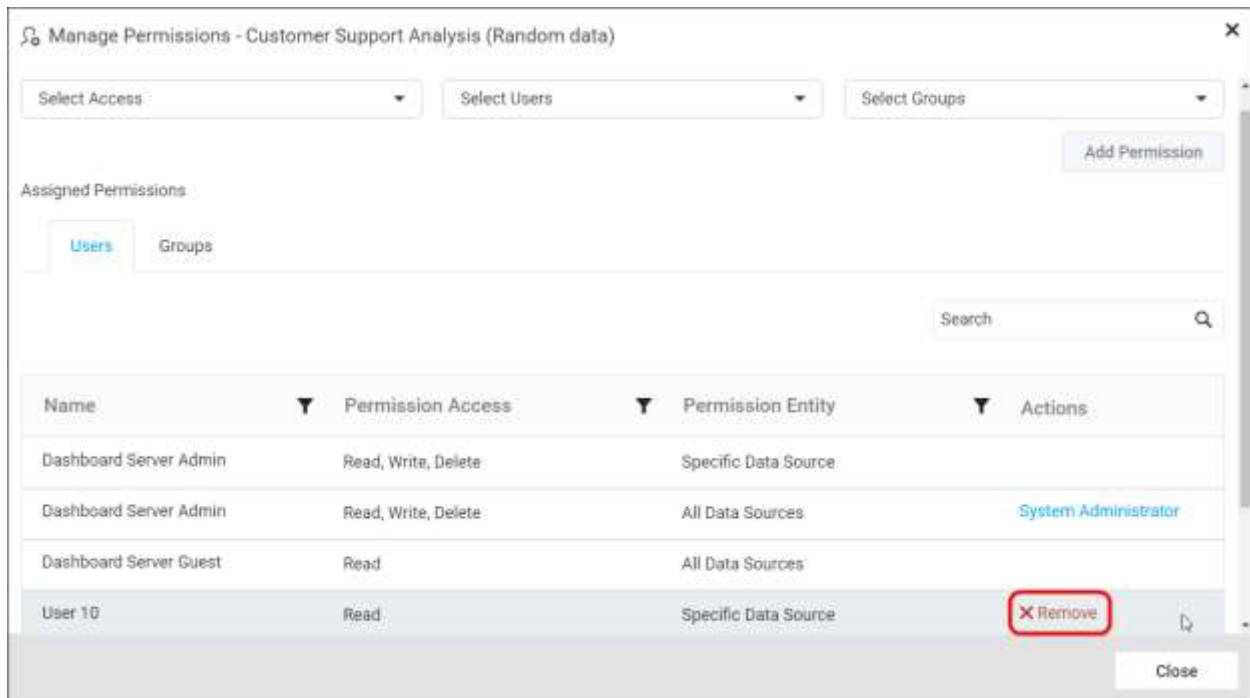 Manage Permissions - Customer Support Analysis (Random data)
Select Access Select Users Select Groups
Add Permission
Assigned Permissions
Users Groups
Search
Name Permission Access Permission Entity Actions
Dashboard Server Admin Read, Write, Delete Specific Data Source
Dashboard Server Admin Read, Write, Delete All Data Sources System Administrator
Dashboard Server Guest Read All Data Sources
User 10 Read Specific Data Source Remove
Close